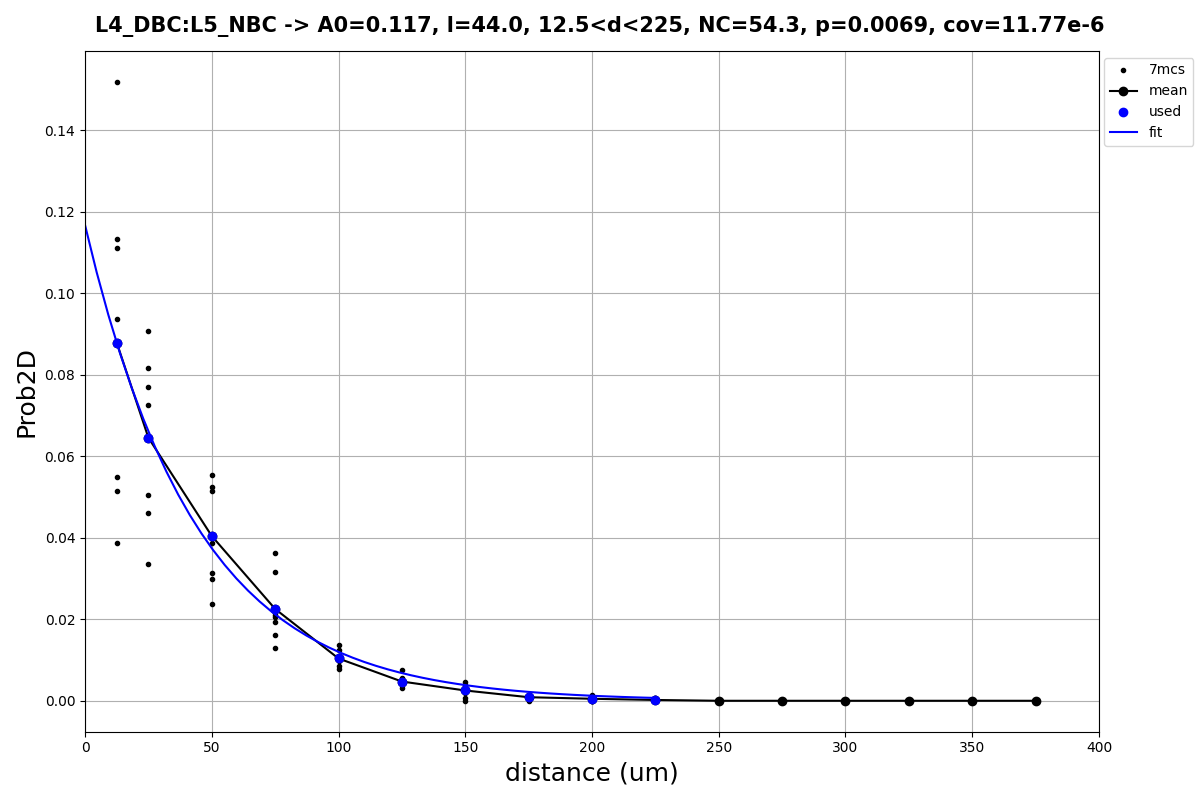 L4_DBC:L5_NBC -> A0=0.117, l=44.0, 12.5<d<225, NC=54.3, p=0.0069, cov=11.77e-6
7mcs
mean
used
fit
Prob2D
0.14
0.12
0.10
0.08
0.06
0.04
0.02
0.00
0 50 100 150 200 250 300 350 400
distance (um)